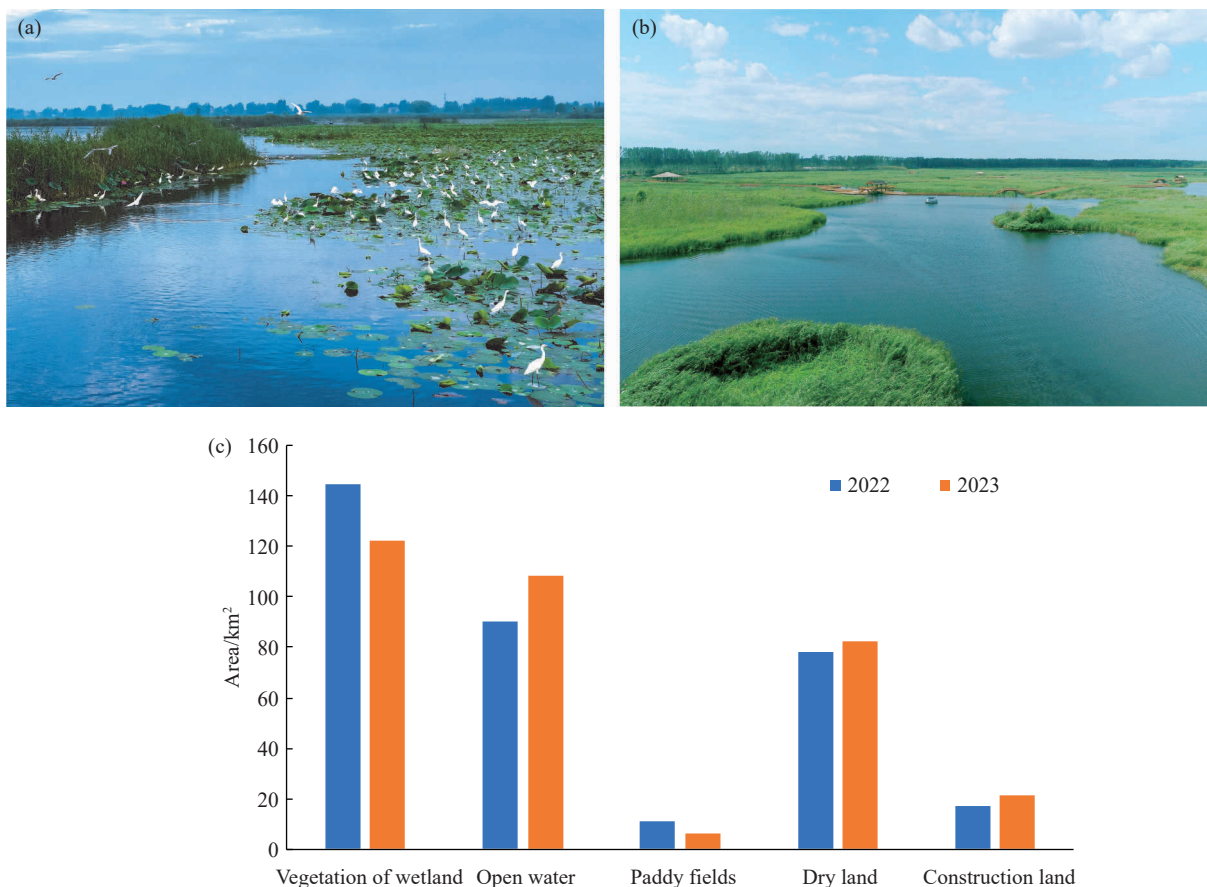 (a)
(b)
(c)
160
140
120
100
80
60
40
20
0
Area/km²
2022
2023
Vegetation of wetland
Open water
Paddy fields
Dry land
Construction land